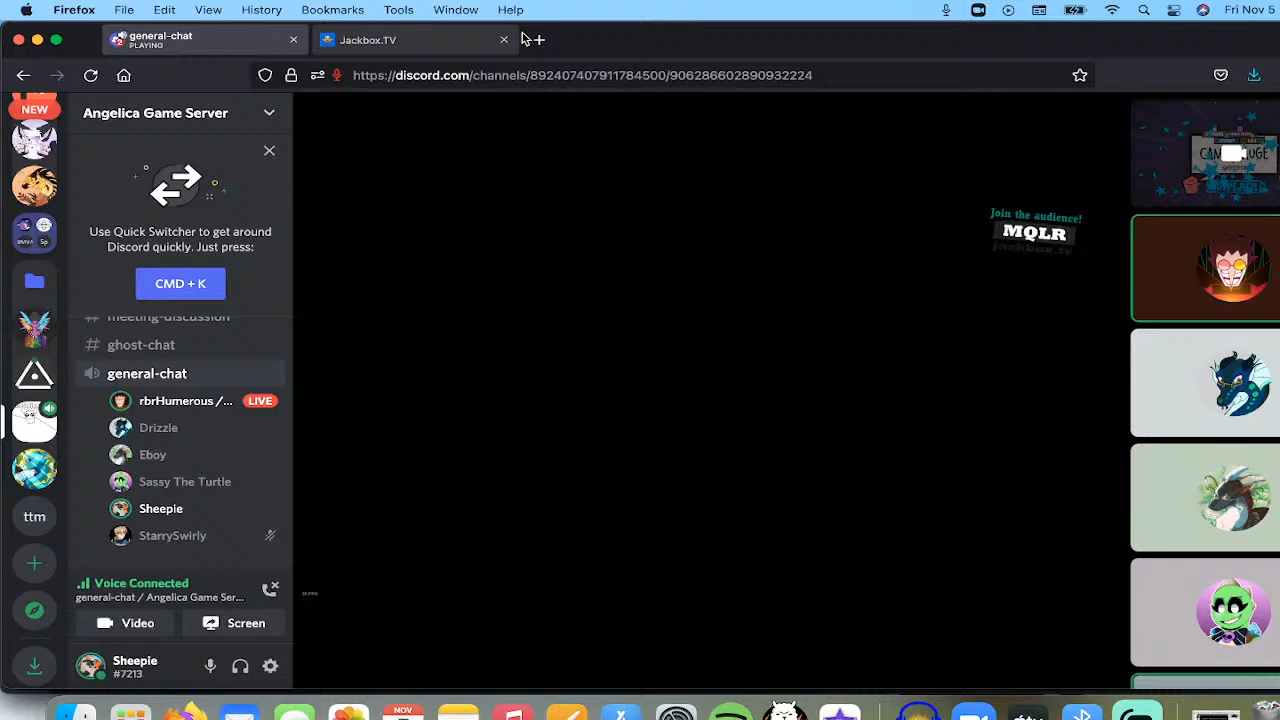 Firefox File Edit View History Bookmarks Tools Window Help Fri Nov 5
general-chat
PLAYING
Jackbox.TV
https://discord.com/channels/892407407911784500/906286602890932224
NEW
Angelica Game Server
Use Quick Switcher to get around
Discord quickly. Just press:
CMD + K
meeting-discussion
# ghost-chat
general-chat
rbrHumerous /... LIVE
Drizzle
Eboy
Sassy The Turtle
Sheepie
StarrySwirly
ttm
Voice Connected
general-chat / Angelica Game Ser...
Video Screen
Sheepie
#7213
Join the audience!
MQLR
jackbox.tv
NOV